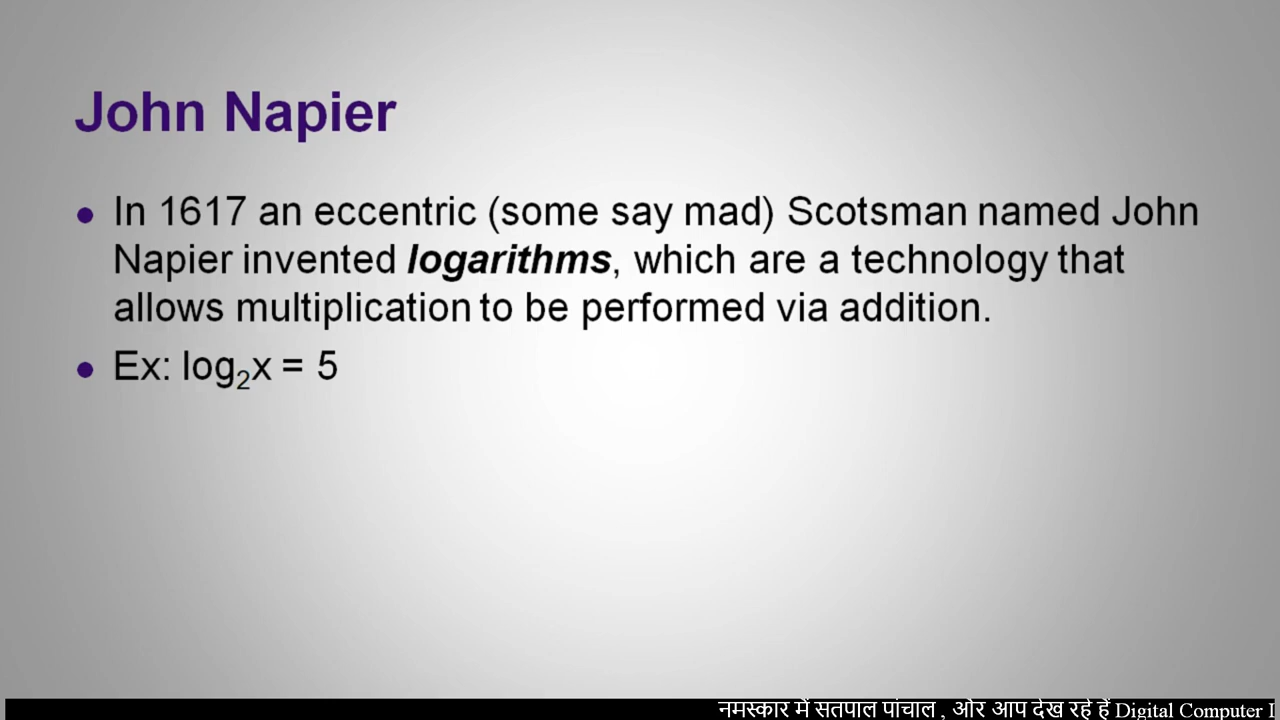 John Napier
• In 1617 an eccentric (some say mad) Scotsman named John
Napier invented logarithms, which are a technology that
allows multiplication to be performed via addition.
• Ex: log₂x = 5
नमस्कार में सतपाल पांचाल , और आप देख रहे हैं Digital Computer I